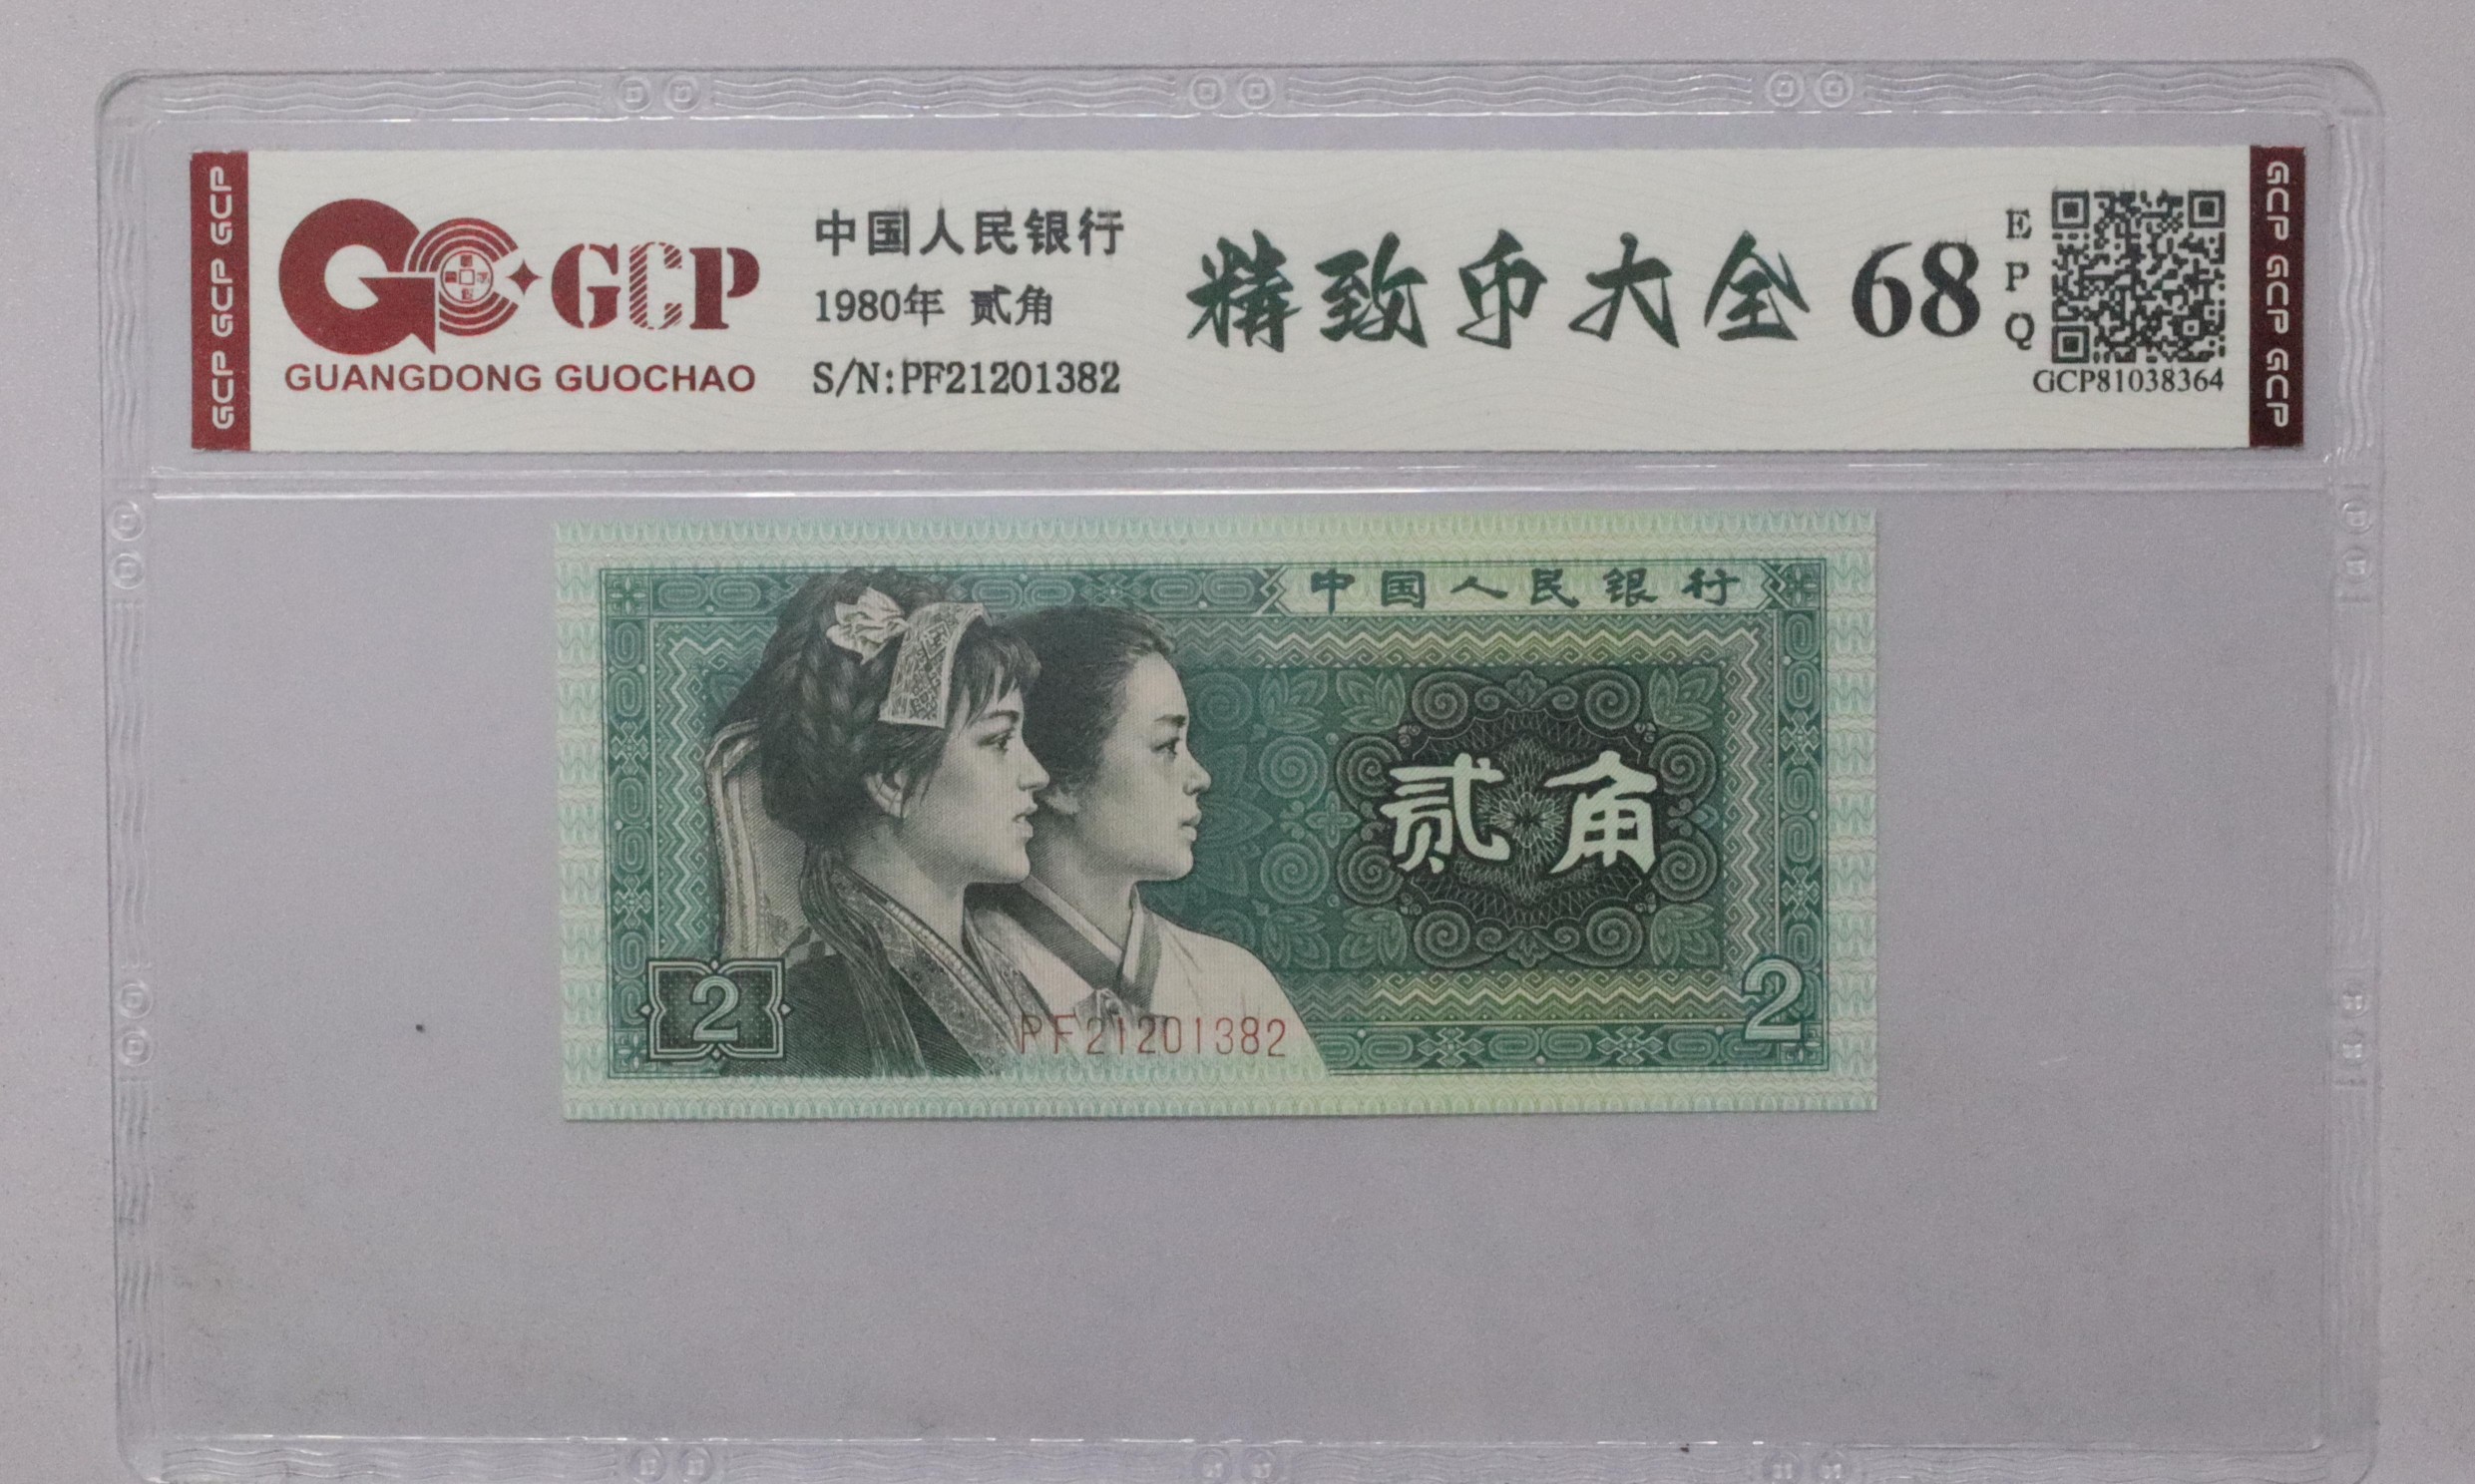 GCP GCP GCP
GCP
GUANGDONG GUOCHAO
中国人民银行
1980年 贰角
S/N:PF21201382
精致币大全 68
EPQ
GCP81038364
GCP GCP GCP
中国人民银行
贰角
2
PF21201382
2